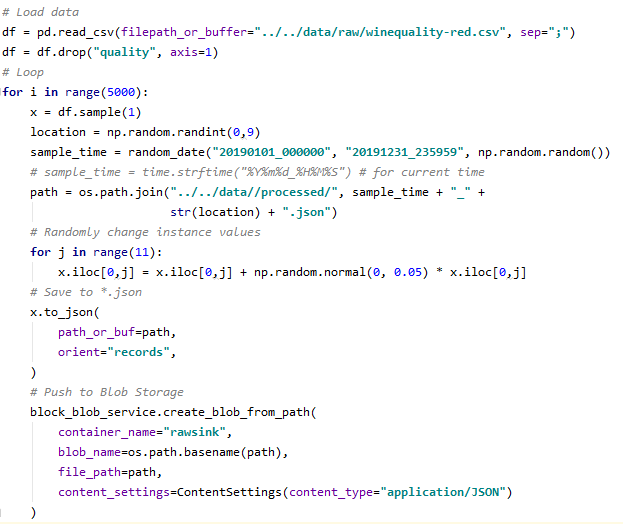 # Load data
df = pd.read_csv(filepath_or_buffer="../../data/raw/winequality-red.csv", sep=";")
df = df.drop("quality", axis=1)
# Loop
for i in range(5000):
    x = df.sample(1)
    location = np.random.randint(0,9)
    sample_time = random_date("20190101_000000", "20191231_235959", np.random.random())
    # sample_time = time.strftime("%Y%m%d_%H%M%S") # for current time
    path = os.path.join("../../data//processed/", sample_time + "_" +
                        str(location) + ".json")
    # Randomly change instance values
    for j in range(11):
        x.iloc[0,j] = x.iloc[0,j] + np.random.normal(0, 0.05) * x.iloc[0,j]
    # Save to *.json
    x.to_json(
        path_or_buf=path,
        orient="records",
    )
    # Push to Blob Storage
    block_blob_service.create_blob_from_path(
        container_name="rawsink",
        blob_name=os.path.basename(path),
        file_path=path,
        content_settings=ContentSettings(content_type="application/JSON")
    )